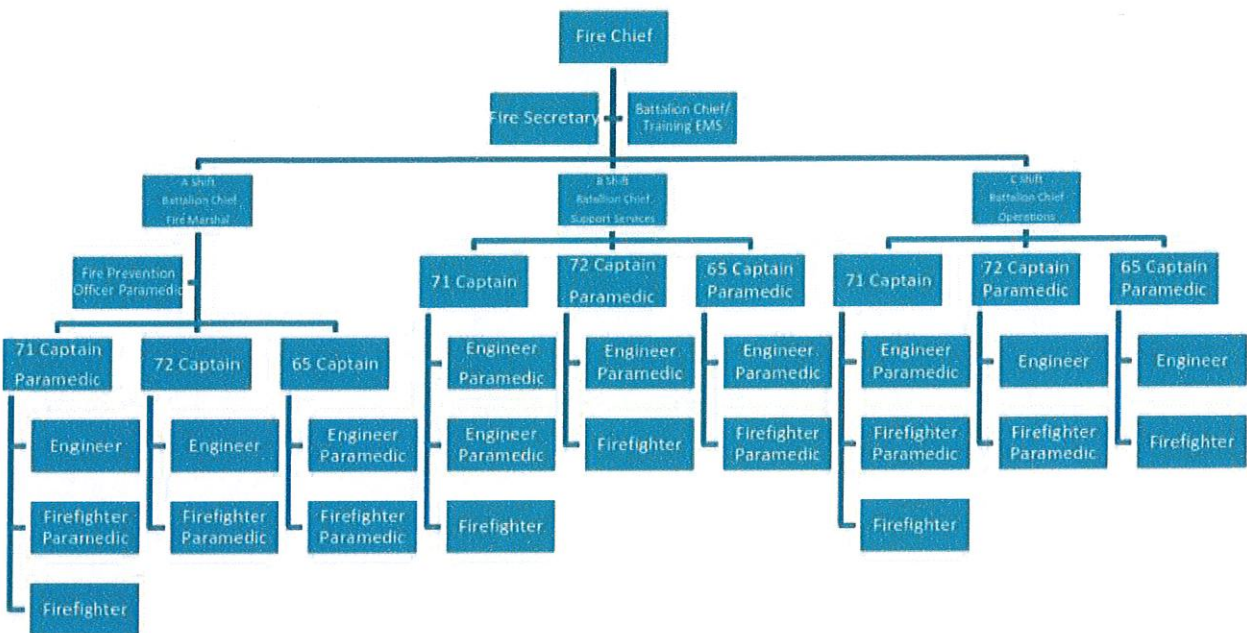 Fire Chief
Fire Secretary
Battalion Chief/
Training EMS
A Shift
Battalion Chief
Fire Marshal
B Shift
Battalion Chief
Support Services
C Shift
Battalion Chief
Operations
Fire Prevention
Officer Paramedic
71 Captain
Paramedic
72 Captain
65 Captain
Engineer
Engineer
Engineer
Paramedic
Firefighter
Paramedic
Firefighter
Paramedic
Firefighter
Paramedic
Firefighter
71 Captain
72 Captain
Paramedic
65 Captain
Paramedic
Engineer
Paramedic
Engineer
Paramedic
Engineer
Paramedic
Engineer
Paramedic
Firefighter
Firefighter
Paramedic
Firefighter
71 Captain
72 Captain
Paramedic
65 Captain
Paramedic
Engineer
Paramedic
Engineer
Engineer
Firefighter
Paramedic
Firefighter
Paramedic
Firefighter
Firefighter